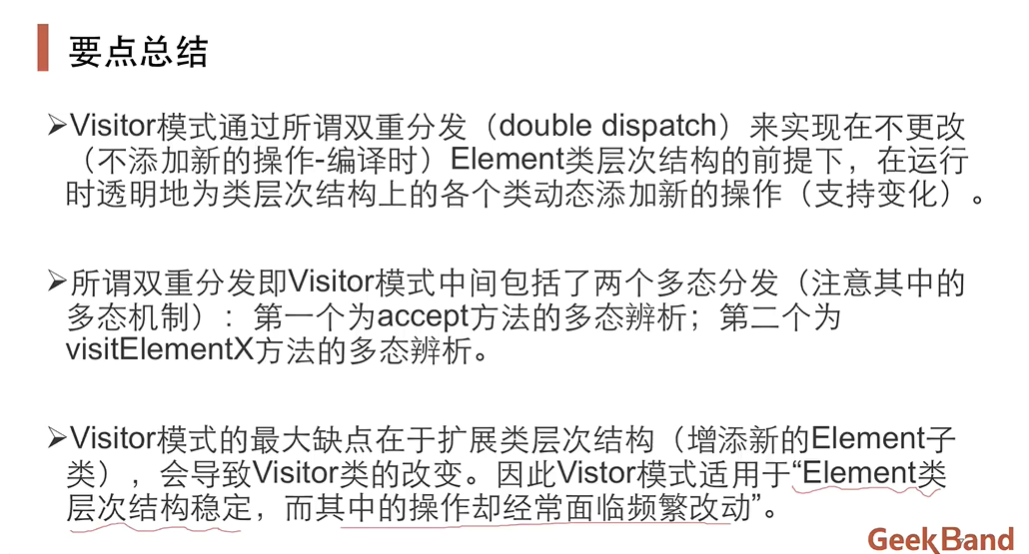 要点总结
➢Visitor模式通过所谓双重分发（double dispatch）来实现在不更改
（不添加新的操作-编译时）Element类层次结构的前提下，在运行
时透明地为类层次结构上的各个类动态添加新的操作（支持变化）。
➢所谓双重分发即Visitor模式中间包括了两个多态分发（注意其中的
多态机制）：第一个为accept方法的多态辨析；第二个为
visitElementX方法的多态辨析。
➢Visitor模式的最大缺点在于扩展类层次结构（增添新的Element子
类），会导致Visitor类的改变。因此Vistor模式适用于“Element类
层次结构稳定，而其中的操作却经常面临频繁改动”。
GeekBand